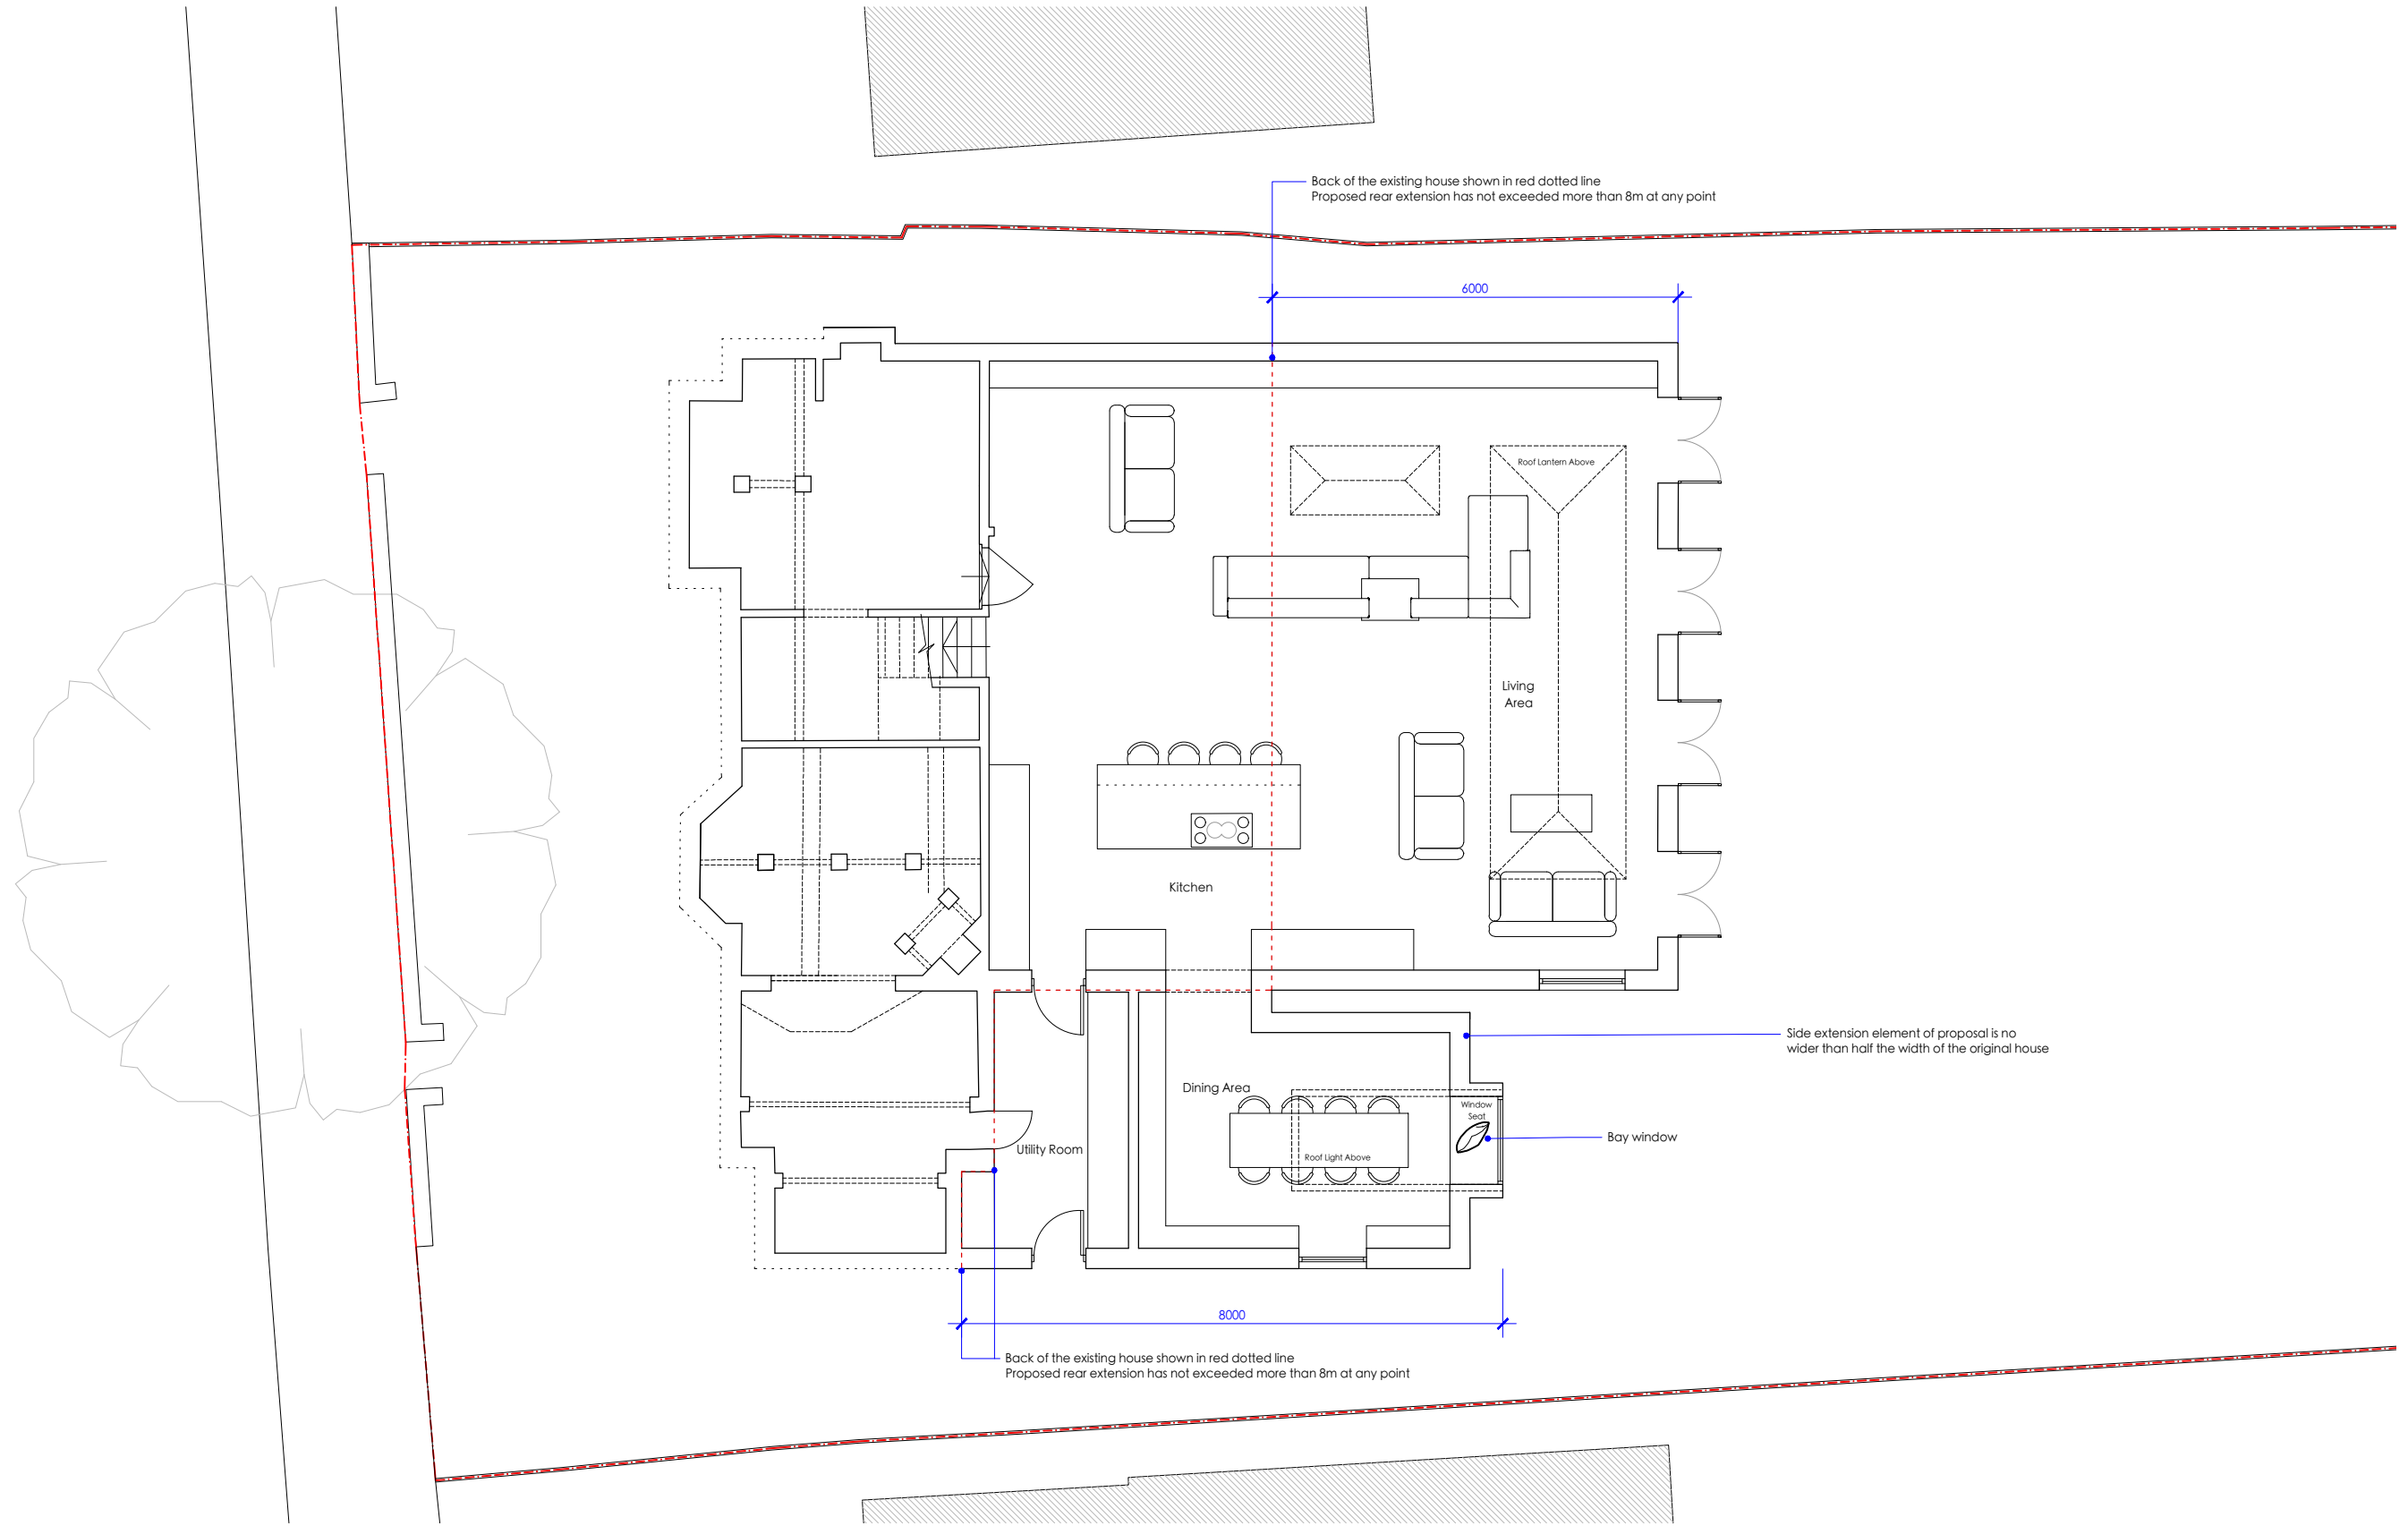 Back of the existing house shown in red dotted line
Proposed rear extension has not exceeded more than 8m at any point
6000
Roof Lantern Above
Living
Area
Kitchen
Side extension element of proposal is no
wider than half the width of the original house
Dining Area
Window
Seat
Bay window
Utility Room
Roof Light Above
8000
Back of the existing house shown in red dotted line
Proposed rear extension has not exceeded more than 8m at any point